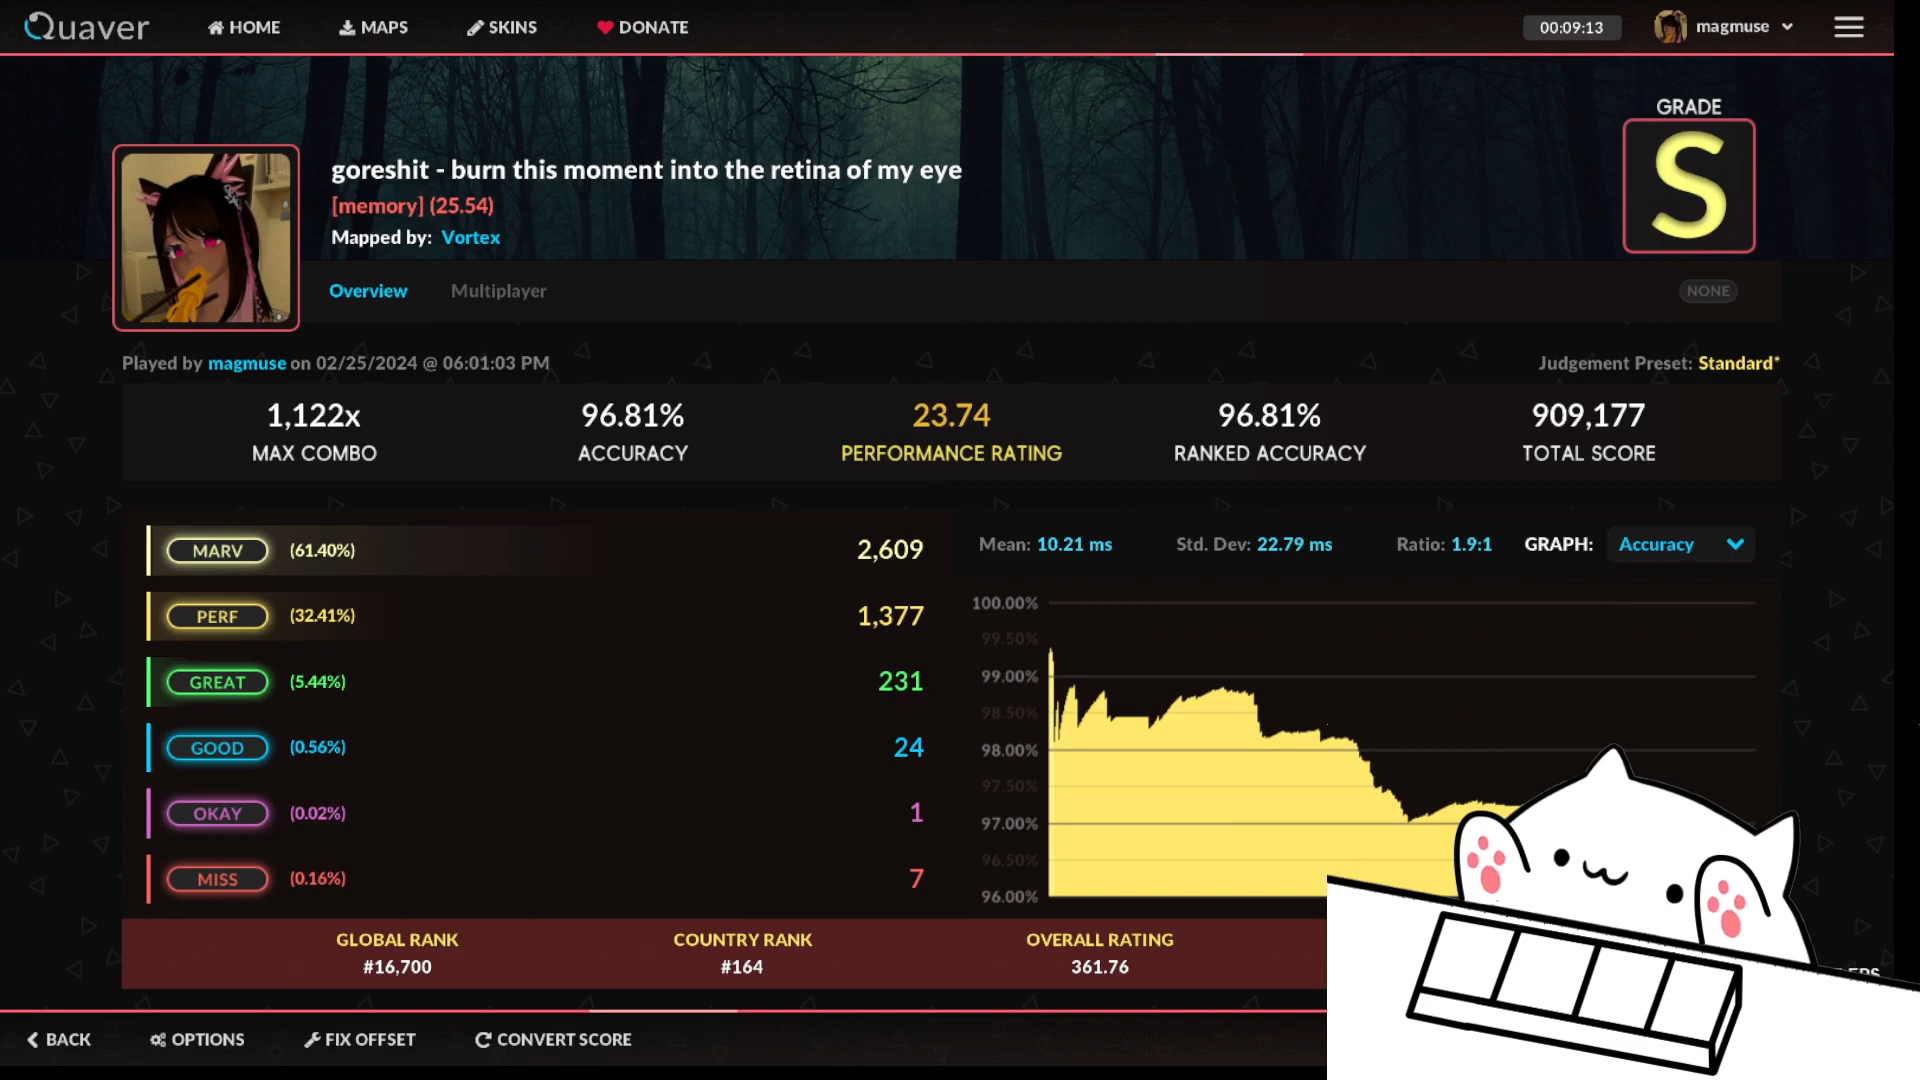 Quaver
HOME
MAPS
SKINS
DONATE
00:09:13
magmuse
GRADE
S
goreshit - burn this moment into the retina of my eye
[memory] (25.54)
Mapped by: Vortex
Overview
Multiplayer
NONE
Played by magmuse on 02/25/2024 @ 06:01:03 PM
Judgement Preset: Standard*
1,122x
MAX COMBO
96.81%
ACCURACY
23.74
PERFORMANCE RATING
96.81%
RANKED ACCURACY
909,177
TOTAL SCORE
MARV (61.40%) 2,609
PERF (32.41%) 1,377
GREAT (5.44%) 231
GOOD (0.56%) 24
OKAY (0.02%) 1
MISS (0.16%) 7
Mean: 10.21 ms
Std. Dev: 22.79 ms
Ratio: 1.9:1
GRAPH: Accuracy
100.00%
99.50%
99.00%
98.50%
98.00%
97.50%
97.00%
96.50%
96.00%
GLOBAL RANK
#16,700
COUNTRY RANK
#164
OVERALL RATING
361.76
BACK
OPTIONS
FIX OFFSET
CONVERT SCORE